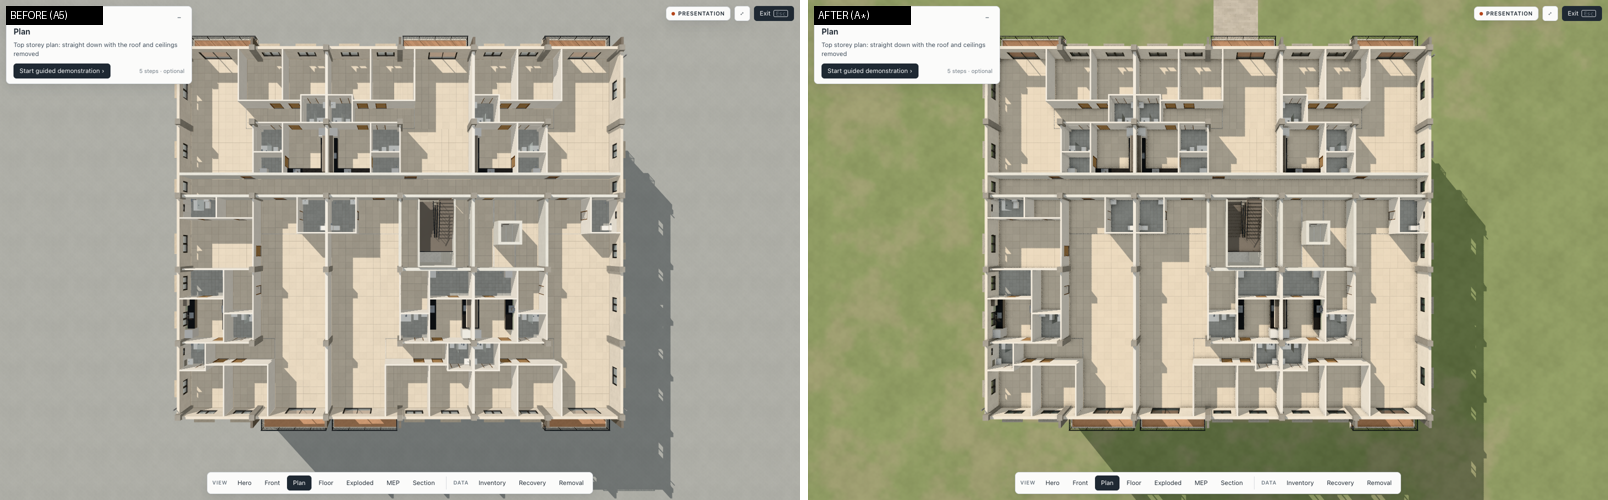 BEFORE (A5)
–
PRESENTATION
Exit Esc
Plan
Top storey plan: straight down with the roof and ceilings
removed
Start guided demonstration ›
5 steps · optional
VIEW Hero Front Plan Floor Exploded MEP Section DATA Inventory Recovery Removal
AFTER (A*)
–
PRESENTATION
Exit Esc
Plan
Top storey plan: straight down with the roof and ceilings
removed
Start guided demonstration ›
5 steps · optional
VIEW Hero Front Plan Floor Exploded MEP Section DATA Inventory Recovery Removal